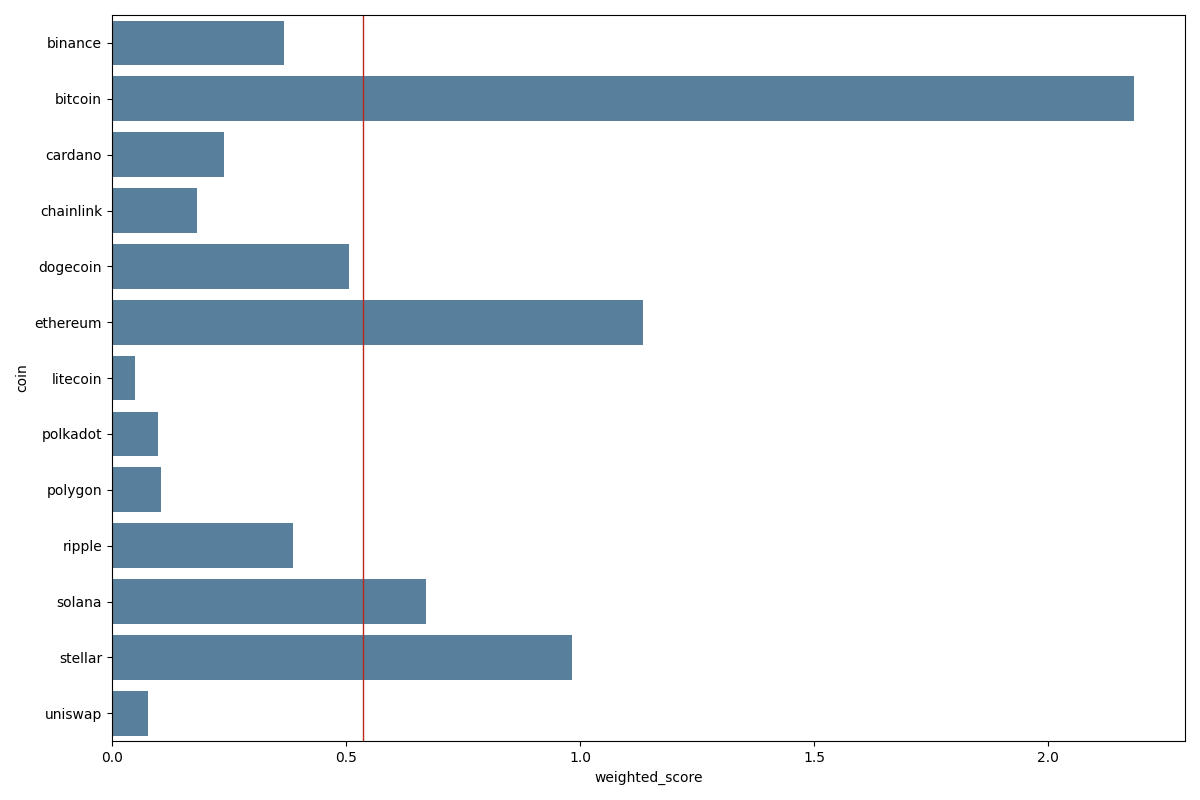 binance
bitcoin
cardano
chainlink
dogecoin
ethereum
litecoin
polkadot
polygon
ripple
solana
stellar
uniswap
coin
0.0 0.5 1.0 1.5 2.0
weighted_score